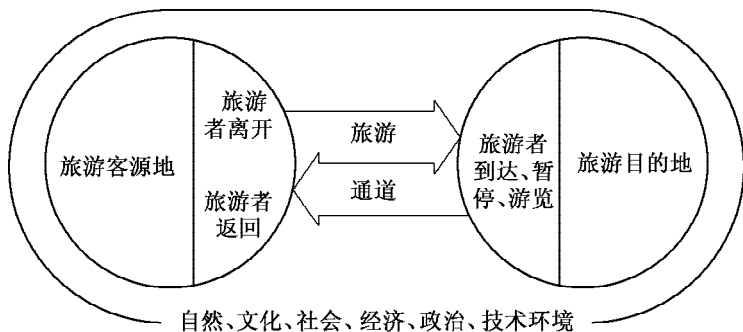 旅游客源地
旅游
者离开
旅游者
返回
旅游
通道
旅游者
到达、暂
停、游览
旅游目的地
自然、文化、社会、经济、政治、技术环境